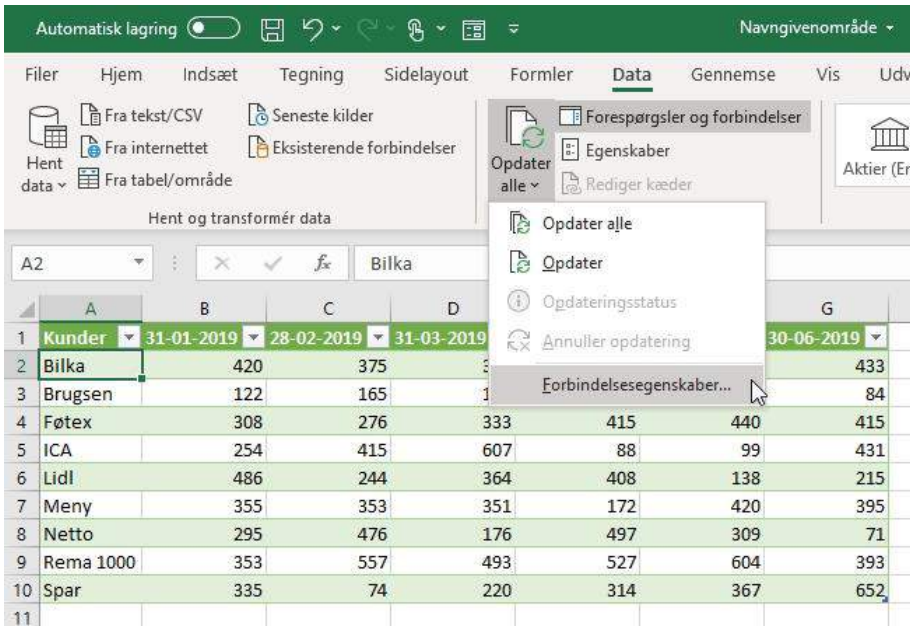 Automatisk lagring
Navngivenområde
Filer Hjem Indsæt Tegning Sidelayout Formler Data Gennemse Vis Udv
Hent data
Fra tekst/CSV
Fra internettet
Fra tabel/område
Seneste kilder
Eksisterende forbindelser
Hent og transformér data
Opdater alle
Forespørgsler og forbindelser
Egenskaber
Rediger kæder
Aktier (Er
Opdater alle
Opdater
Opdateringsstatus
Annuller opdatering
Forbindelsesegenskaber...
A2 fx Bilka
A B C D G
1 Kunder 31-01-2019 28-02-2019 31-03-2019 30-06-2019
2 Bilka 420 375 433
3 Brugsen 122 165 1 84
4 Føtex 308 276 333 415 440 415
5 ICA 254 415 607 88 99 431
6 Lidl 486 244 364 408 138 215
7 Meny 355 353 351 172 420 395
8 Netto 295 476 176 497 309 71
9 Rema 1000 353 557 493 527 604 393
10 Spar 335 74 220 314 367 652
11